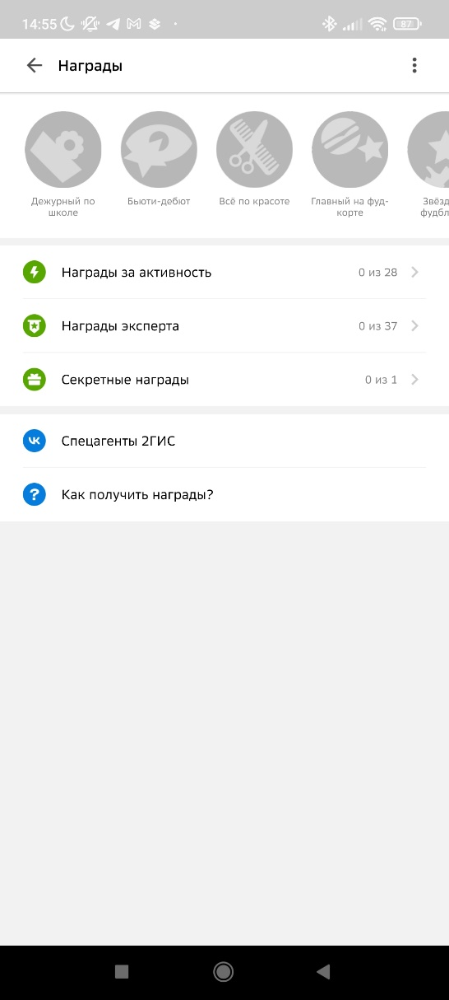 14:55
87
Награды
Дежурный по
школе
Бьюти-дебют
Всё по красоте
Главный на фуд-
корте
Звёзд
фудбл
Награды за активность 0 из 28
Награды эксперта 0 из 37
Секретные награды 0 из 1
Спецагенты 2ГИС
? Как получить награды?